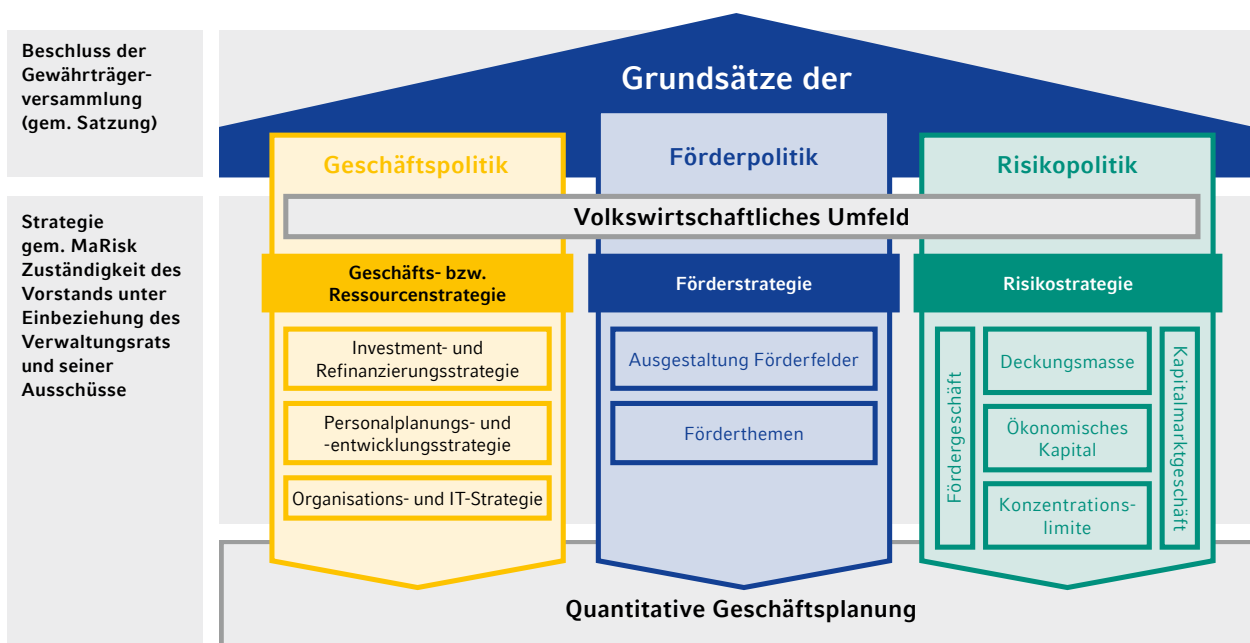 Beschluss der
Gewährträger-
versammlung
(gem. Satzung)
Grundsätze der
Geschäftspolitik
Förderpolitik
Risikopolitik
Strategie
gem. MaRisk
Zuständigkeit des
Vorstands unter
Einbeziehung des
Verwaltungsrats
und seiner
Ausschüsse
Volkswirtschaftliches Umfeld
Geschäfts- bzw.
Ressourcenstrategie
Förderstrategie
Risikostrategie
Investment- und
Refinanzierungsstrategie
Personalplanungs- und
-entwicklungsstrategie
Organisations- und IT-Strategie
Ausgestaltung Förderfelder
Förderthemen
Fördergeschäft
Deckungsmasse
Ökonomisches
Kapital
Konzentrations-
limite
Kapitalmarktgeschäft
Quantitative Geschäftsplanung